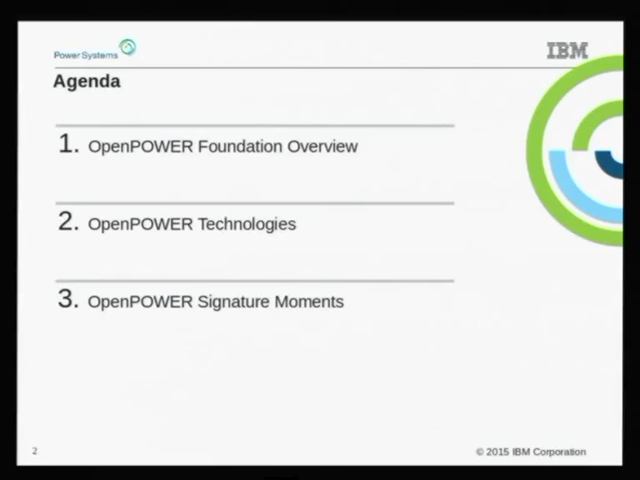 Power Systems
IBM
Agenda
1. OpenPOWER Foundation Overview
2. OpenPOWER Technologies
3. OpenPOWER Signature Moments
2
© 2015 IBM Corporation